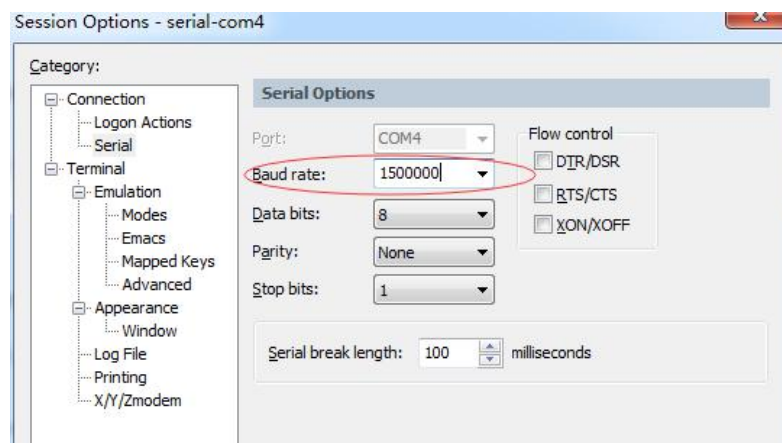 Session Options - serial-com4
Category:
Connection
Logon Actions
Serial
Terminal
Emulation
Modes
Emacs
Mapped Keys
Advanced
Appearance
Window
Log File
Printing
X/Y/Zmodem
Serial Options
Port: COM4
Baud rate: 1500000
Data bits: 8
Parity: None
Stop bits: 1
Flow control
DTR/DSR
RTS/CTS
XON/XOFF
Serial break length: 100 milliseconds